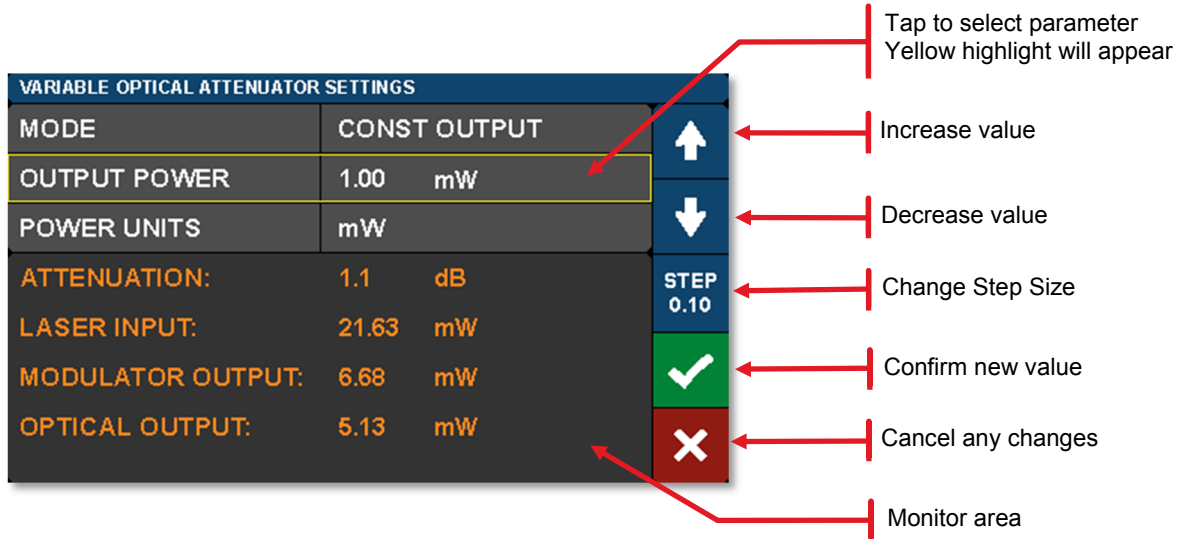 Tap to select parameter
Yellow highlight will appear
VARIABLE OPTICAL ATTENUATOR SETTINGS
MODE CONST OUTPUT
Increase value
OUTPUT POWER 1.00 mW
POWER UNITS mW
Decrease value
ATTENUATION: 1.1 dB
STEP
0.10
Change Step Size
LASER INPUT: 21.63 mW
MODULATOR OUTPUT: 6.68 mW
Confirm new value
OPTICAL OUTPUT: 5.13 mW
Cancel any changes
Monitor area